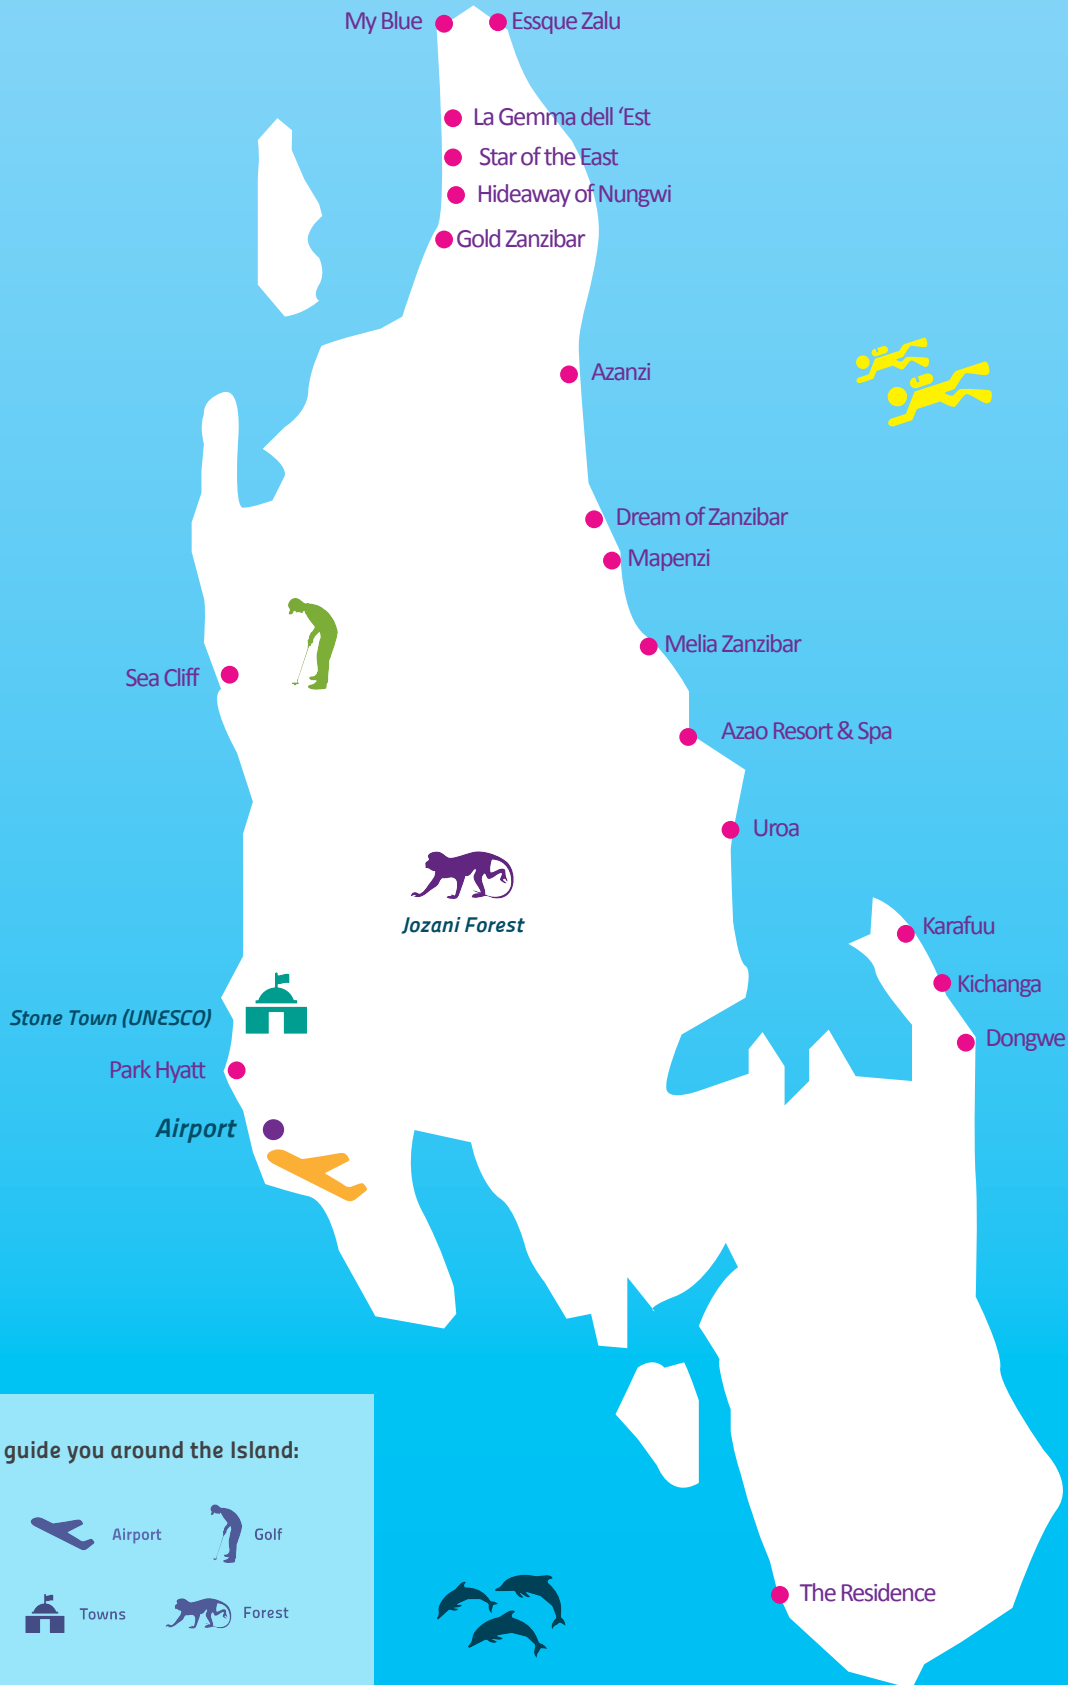 My Blue
Essque Zalu
La Gemma dell ‘Est
Star of the East
Hideaway of Nungwi
Gold Zanzibar
Azanzi
Dream of Zanzibar
Mapenzi
Melia Zanzibar
Sea Cliff
Azao Resort & Spa
Uroa
Jozani Forest
Karafuu
Kichanga
Stone Town (UNESCO)
Dongwe
Park Hyatt
Airport
guide you around the Island:
Airport
Golf
Towns
Forest
The Residence